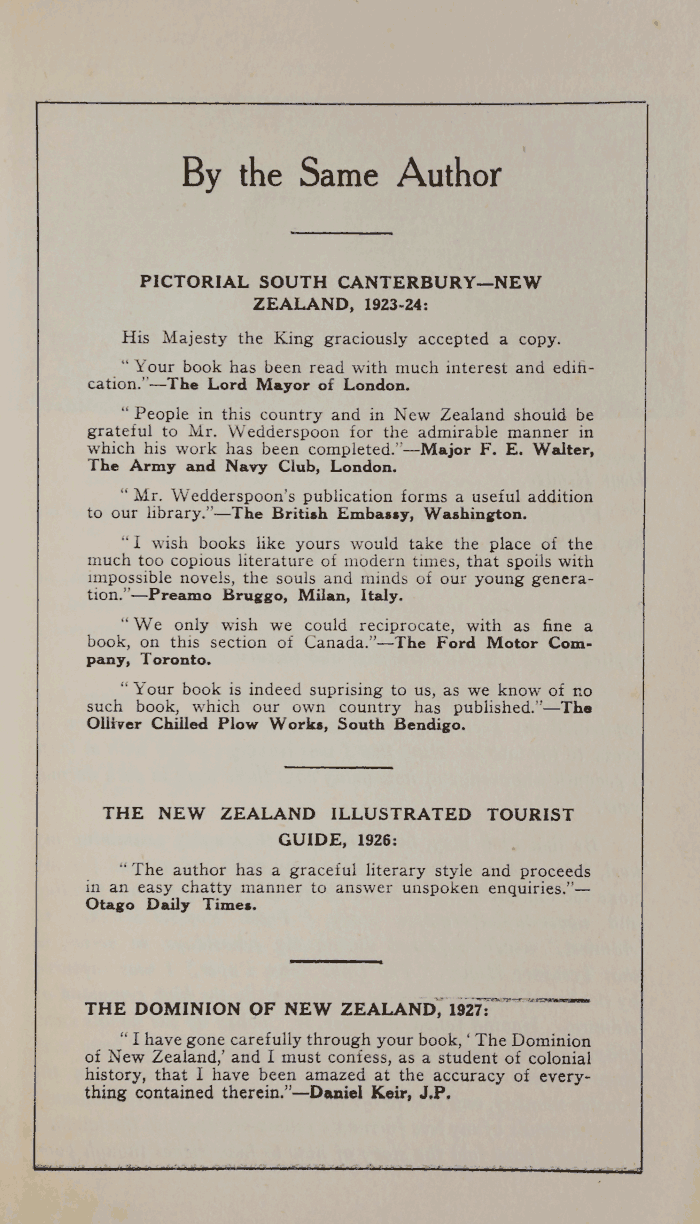 By the Same Author
PICTORIAL SOUTH CANTERBURY—NEW
ZEALAND, 1923-24:
His Majesty the King graciously accepted a copy.
“Your book has been read with much interest and edifi-
cation.”—The Lord Mayor of London.
“People in this country and in New Zealand should be
grateful to Mr. Wedderspoon for the admirable manner in
which his work has been completed.”—Major F. E. Walter,
The Army and Navy Club, London.
“Mr. Wedderspoon's publication forms a useful addition
to our library.”—The British Embassy, Washington.
“I wish books like yours would take the place of the
much too copious literature of modern times, that spoils with
impossible novels, the souls and minds of our young genera-
tion.”—Preamo Bruggo, Milan, Italy.
“We only wish we could reciprocate, with as fine a
book, on this section of Canada.”—The Ford Motor Com-
pany, Toronto.
“Your book is indeed suprising to us, as we know of no
such book, which our own country has published.”—The
Olliver Chilled Plow Works, South Bendigo.
THE NEW ZEALAND ILLUSTRATED TOURIST
GUIDE, 1926:
“The author has a graceful literary style and proceeds
in an easy chatty manner to answer unspoken enquiries.”—
Otago Daily Times.
THE DOMINION OF NEW ZEALAND, 1927:
“I have gone carefully through your book, ‘The Dominion
of New Zealand,’ and I must confess, as a student of colonial
history, that I have been amazed at the accuracy of every-
thing contained therein.”—Daniel Keir, J.P.